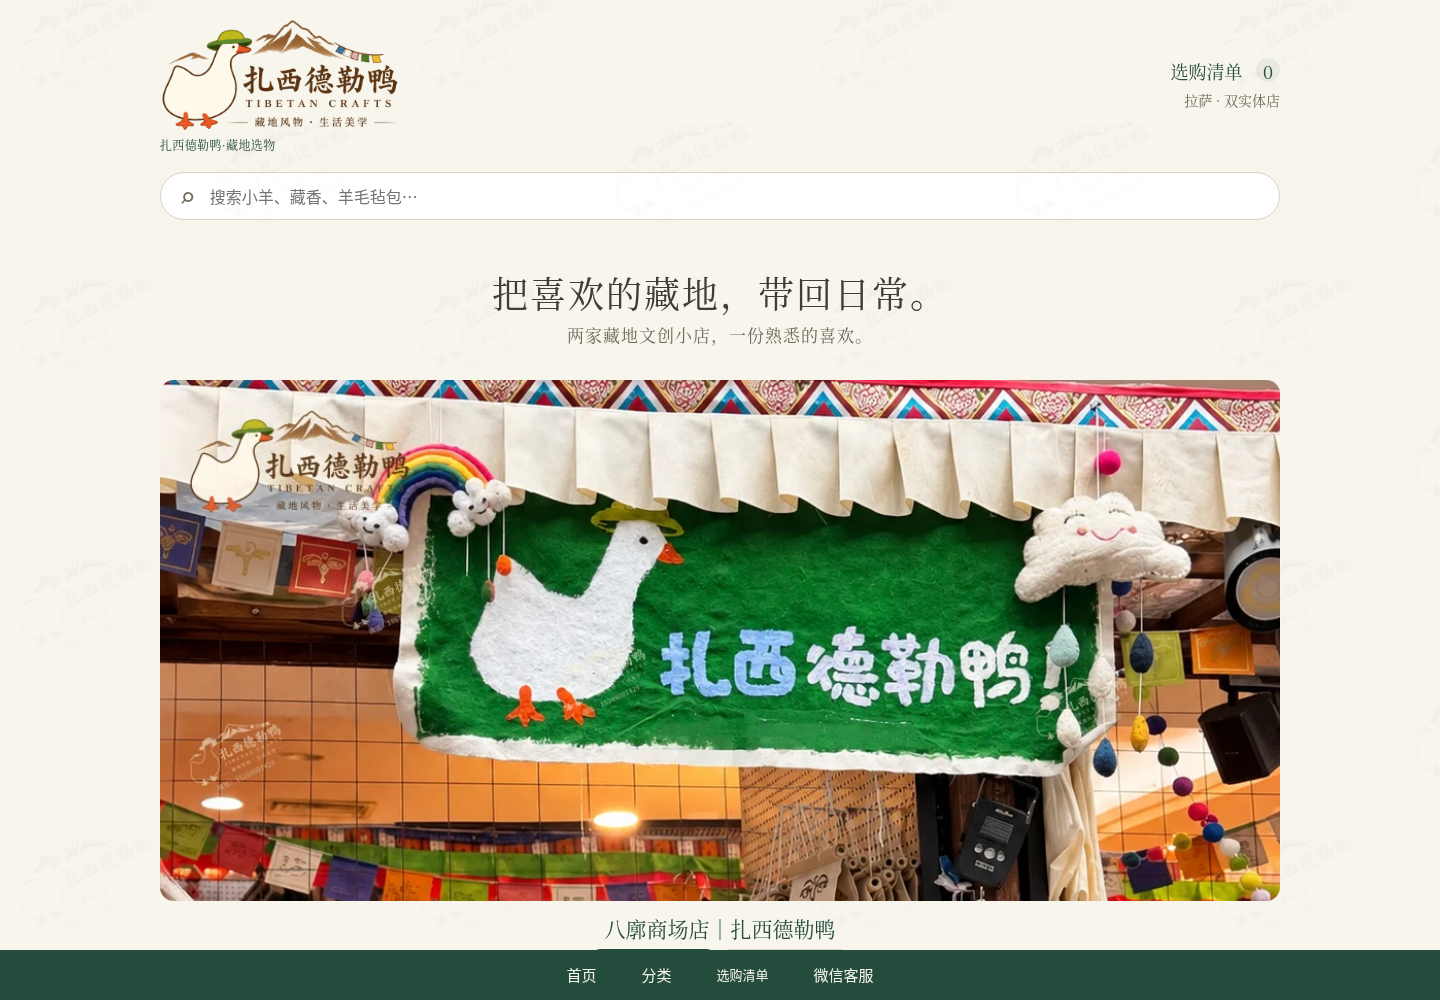 扎西德勒鸭
TIBETAN CRAFTS
藏地风物·生活美学
扎西德勒鸭·藏地选物
选购清单 0
拉萨 · 双实体店
搜索小羊、藏香、羊毛毡包…
把喜欢的藏地，带回日常。
两家藏地文创小店，一份熟悉的喜欢。
扎西德勒鸭
TIBETAN CRAFTS
藏地风物·生活美学
扎西德勒鸭!
八廓商场店｜扎西德勒鸭
首页 分类 选购清单 微信客服